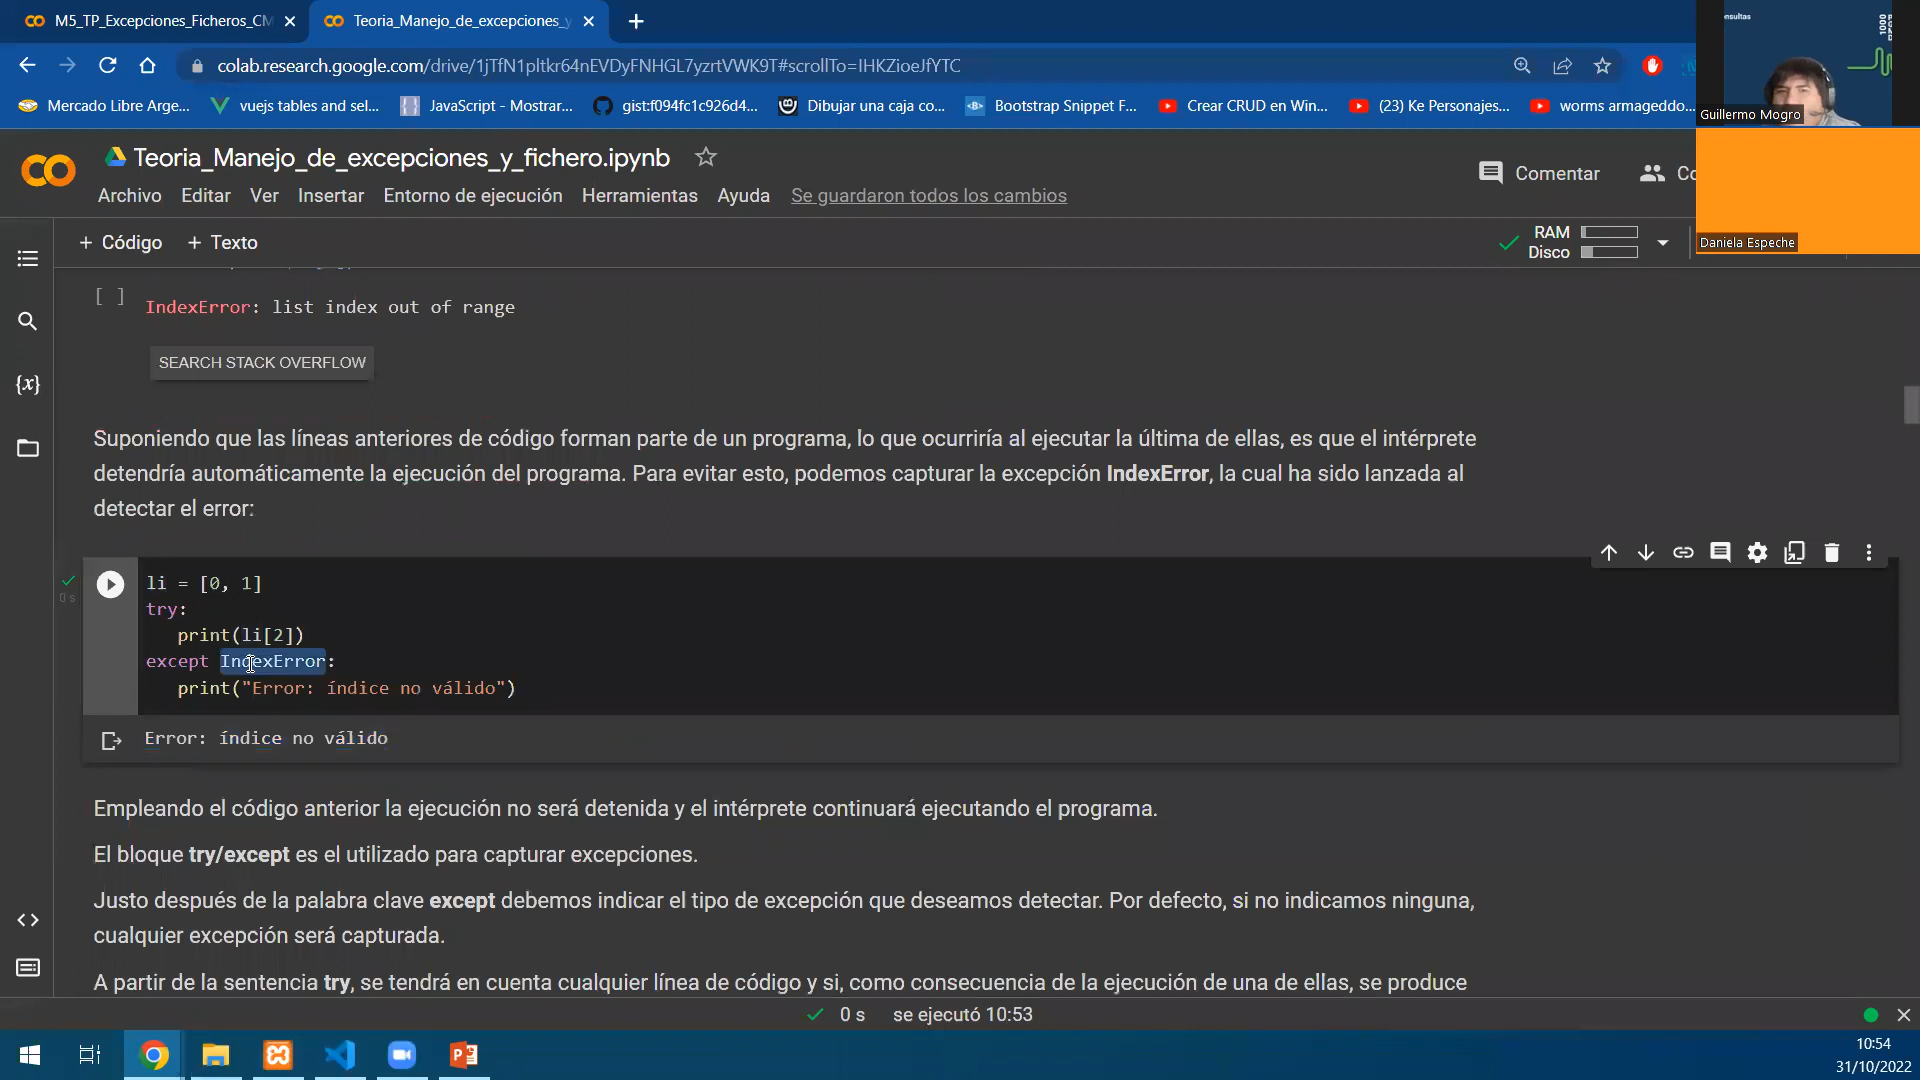 M5_TP_Excepciones_Ficheros_CM
Teoria_Manejo_de_excepciones_y
colab.research.google.com/drive/1jTfN1pltkr64nEVDyFNHGL7yzrtVWK9T#scrollTo=IHKZioeJfYTC
Mercado Libre Arge...
vuejs tables and sel...
JavaScript - Mostrar...
gist:f094fc1c926d4...
Dibujar una caja co...
Bootstrap Snippet F...
Crear CRUD en Win...
(23) Ke Personajes...
worms armageddo...
onsultas
1000
Guillermo Mogro
Daniela Espeche
Teoria_Manejo_de_excepciones_y_fichero.ipynb
Comentar
Co
Archivo Editar Ver Insertar Entorno de ejecución Herramientas Ayuda Se guardaron todos los cambios
+ Código + Texto
RAM
Disco
[ ] IndexError: list index out of range
SEARCH STACK OVERFLOW
{x}
Suponiendo que las líneas anteriores de código forman parte de un programa, lo que ocurriría al ejecutar la última de ellas, es que el intérprete
detendría automáticamente la ejecución del programa. Para evitar esto, podemos capturar la excepción IndexError, la cual ha sido lanzada al
detectar el error:
0 s
li = [0, 1]
try:
print(li[2])
except IndexError:
print("Error: índice no válido")
Error: índice no válido
Empleando el código anterior la ejecución no será detenida y el intérprete continuará ejecutando el programa.
El bloque try/except es el utilizado para capturar excepciones.
Justo después de la palabra clave except debemos indicar el tipo de excepción que deseamos detectar. Por defecto, si no indicamos ninguna,
cualquier excepción será capturada.
A partir de la sentencia try, se tendrá en cuenta cualquier línea de código y si, como consecuencia de la ejecución de una de ellas, se produce
0 s se ejecutó 10:53
10:54
31/10/2022